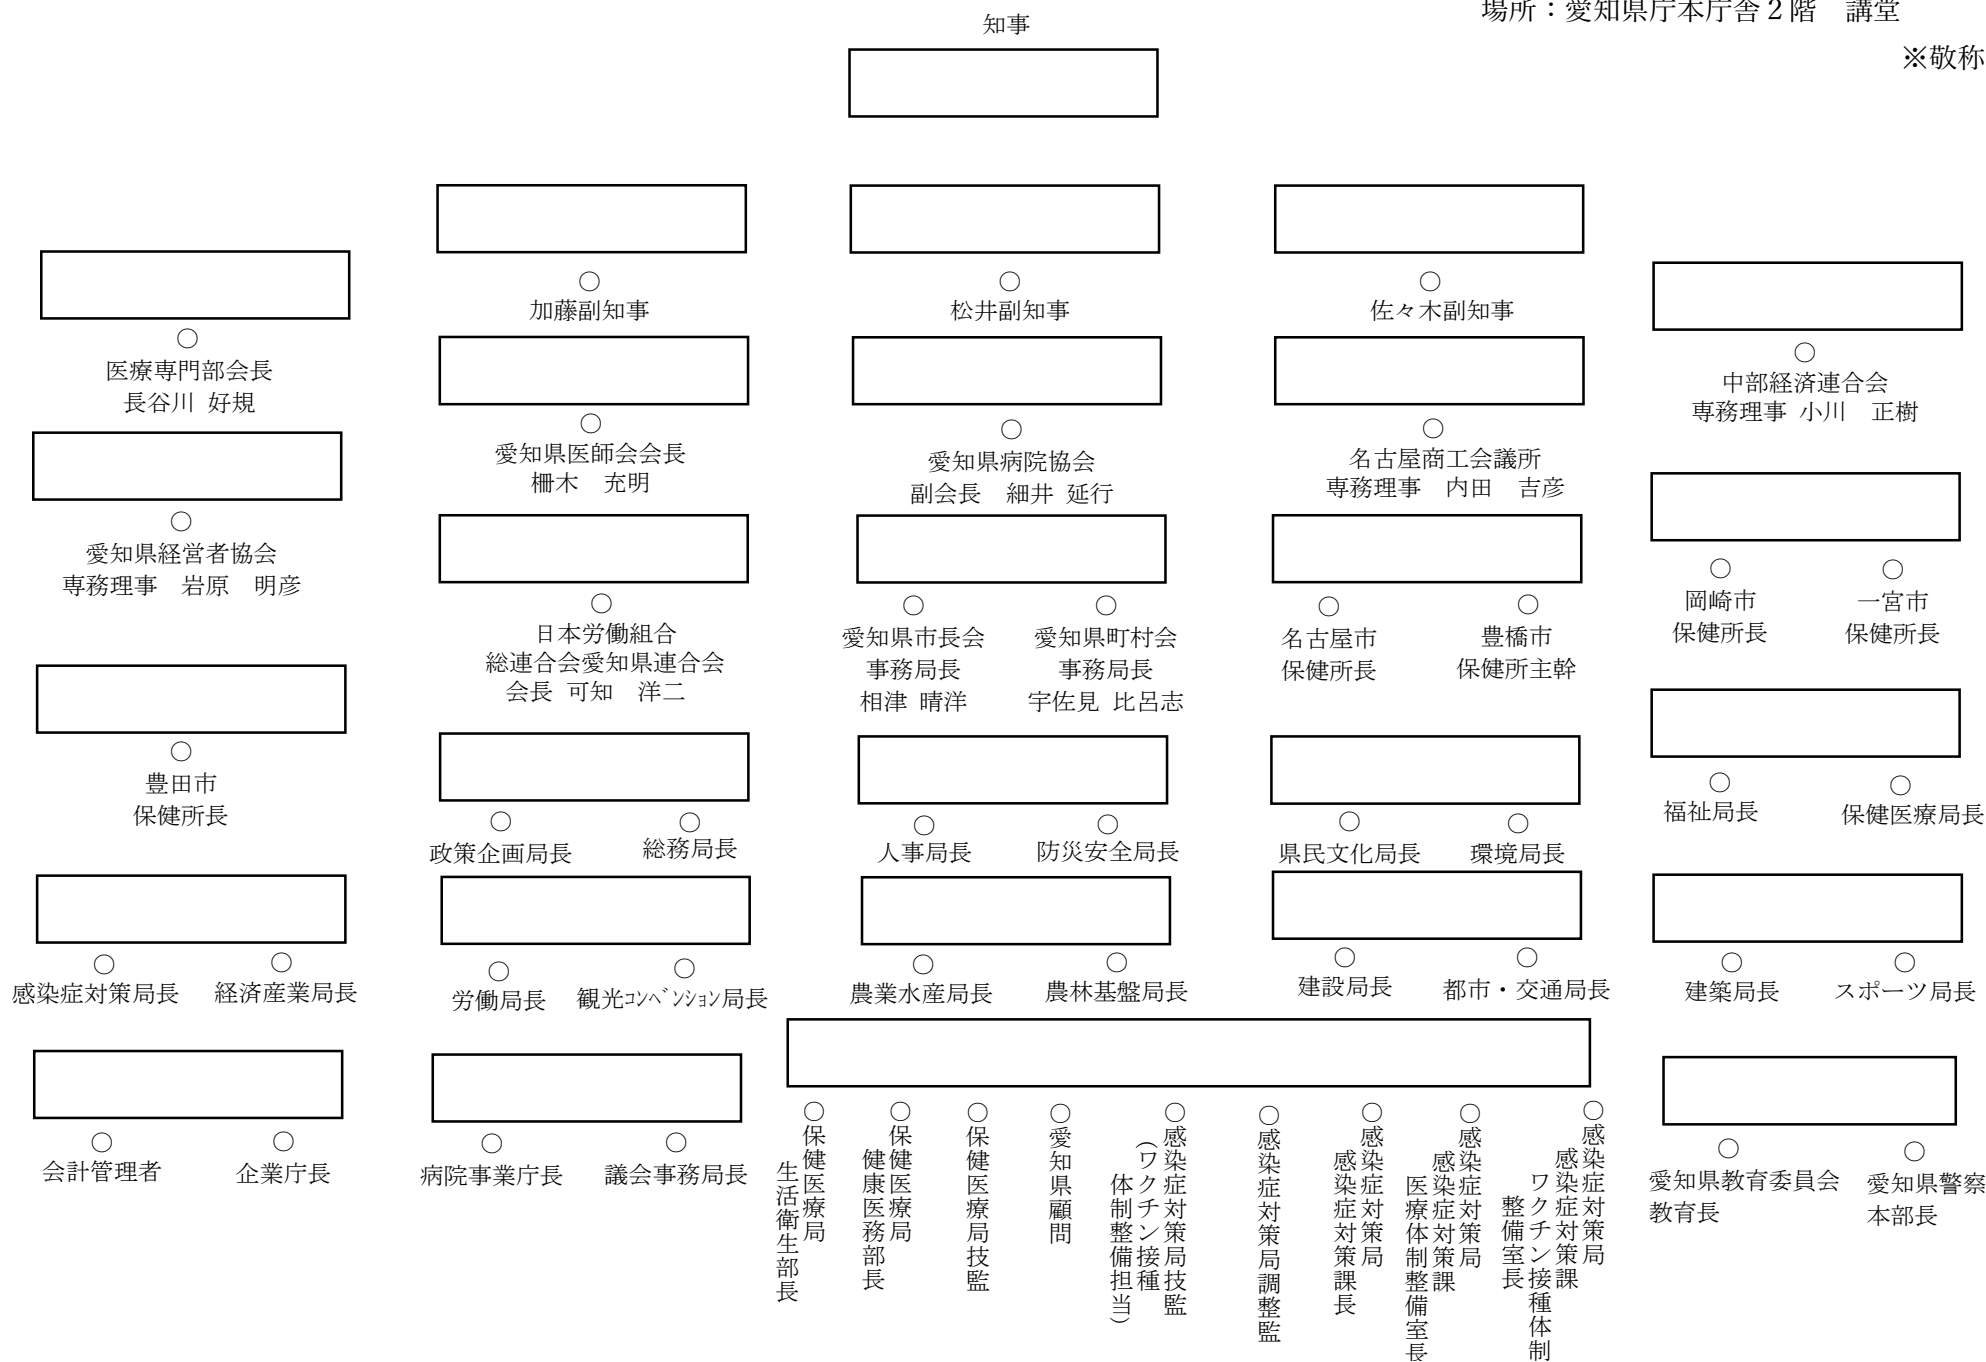 場所：愛知県庁本庁舎２階　講堂
※敬称
知事
○
加藤副知事
○
松井副知事
○
佐々木副知事
○
医療専門部会長
長谷川 好規
○
愛知県医師会会長
柵木　充明
○
愛知県病院協会
副会長　細井 延行
○
名古屋商工会議所
専務理事　内田　吉彦
○
中部経済連合会
専務理事 小川　正樹
○
愛知県経営者協会
専務理事　岩原　明彦
○
日本労働組合
総連合会愛知県連合会
会長 可知　洋二
○
愛知県市長会
事務局長
相津 晴洋
○
愛知県町村会
事務局長
宇佐見 比呂志
○
名古屋市
保健所長
○
豊橋市
保健所主幹
○
岡崎市
保健所長
○
一宮市
保健所長
○
豊田市
保健所長
○
政策企画局長
○
総務局長
○
人事局長
○
防災安全局長
○
県民文化局長
○
環境局長
○
福祉局長
○
保健医療局長
○
感染症対策局長
○
経済産業局長
○
労働局長
○
観光ｺﾝﾍﾞﾝｼｮﾝ局長
○
農業水産局長
○
農林基盤局長
○
建設局長
○
都市・交通局長
○
建築局長
○
スポーツ局長
○
会計管理者
○
企業庁長
○
病院事業庁長
○
議会事務局長
○保健医療局
生活衛生部長
○保健医療局
健康医務部長
○保健医療局技監
○愛知県顧問
○感染症対策局技監
（ワクチン接種
体制整備担当）
○感染症対策局調整監
○感染症対策局
感染症対策課長
○感染症対策局
感染症対策課
医療体制整備室長
○感染症対策局
感染症対策課
ワクチン接種体制
整備室長
○
愛知県教育委員会
教育長
○
愛知県警察
本部長